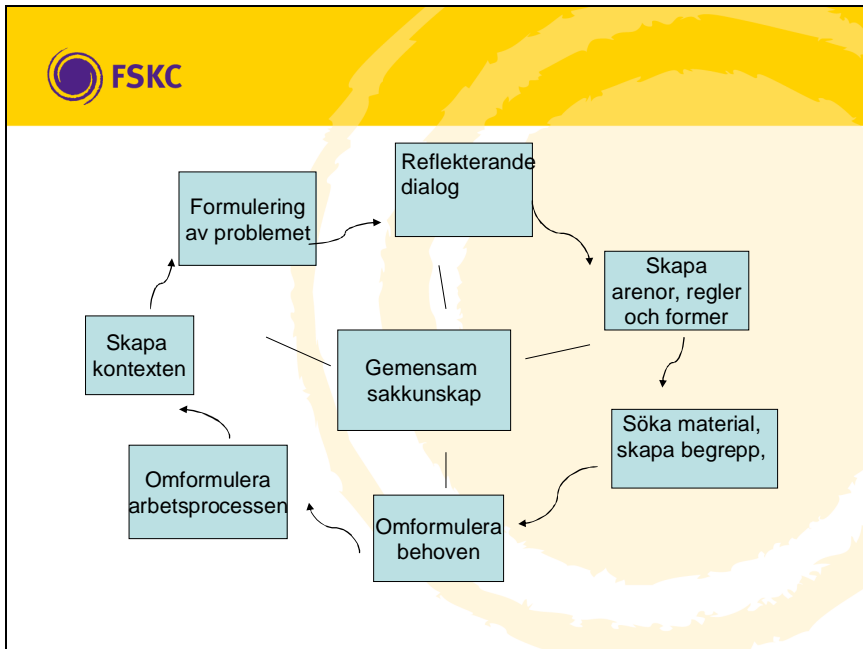 FSKC
Reflekterande
dialog
Formulering
av problemet
Skapa
arenor, regler
och former
Skapa
kontexten
Gemensam
sakkunskap
Söka material,
skapa begrepp,
Omformulera
arbetsprocessen
Omformulera
behoven